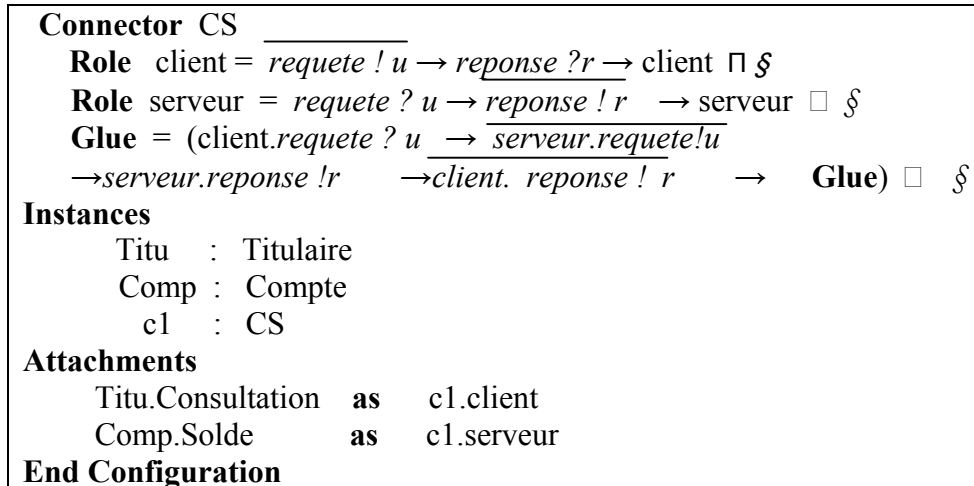 Connector CS
Role client = requete ! u → reponse ?r → client ⊓ §
Role serveur = requete ? u → reponse ! r → serveur □ §
Glue = (client.requete ? u → serveur.requete!u
→serveur.reponse !r →client. reponse ! r → Glue) □ §
Instances
Titu : Titulaire
Comp : Compte
c1 : CS
Attachments
Titu.Consultation as c1.client
Comp.Solde as c1.serveur
End Configuration